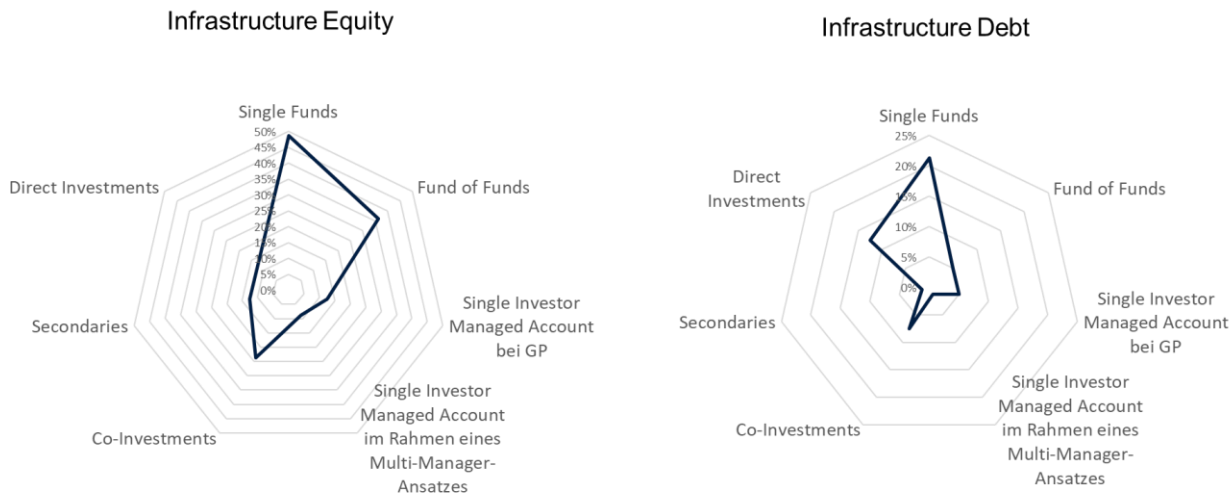 Infrastructure Equity
Single Funds
50%
45%
40%
35%
30%
25%
20%
15%
10%
5%
0%
Direct Investments
Fund of Funds
Secondaries
Single Investor
Managed Account
bei GP
Co-Investments
Single Investor
Managed Account
im Rahmen eines
Multi-Manager-
Ansatzes
Infrastructure Debt
Single Funds
25%
20%
15%
10%
5%
0%
Direct
Investments
Fund of Funds
Secondaries
Single Investor
Managed Account
bei GP
Co-Investments
Single Investor
Managed Account
im Rahmen eines
Multi-Manager-
Ansatzes